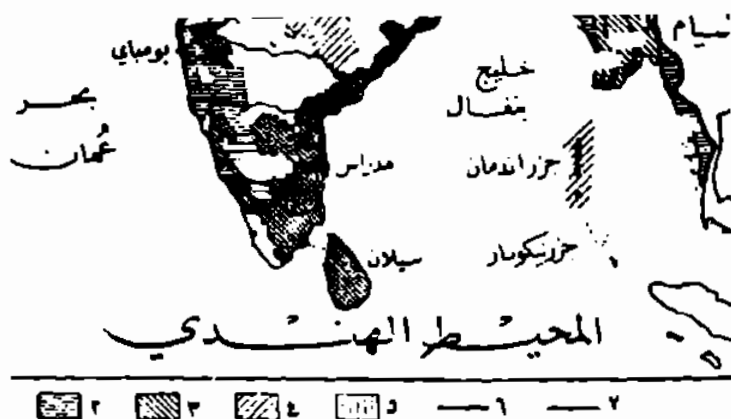 سيام
بومباي
خليج
بنغال
بحر
عُمان
مدراس
جزر اندمان
سيلان
جزر نيكوبار
المحيط الهندي
٢ ٣ ٤ ٥ ٦ ٧